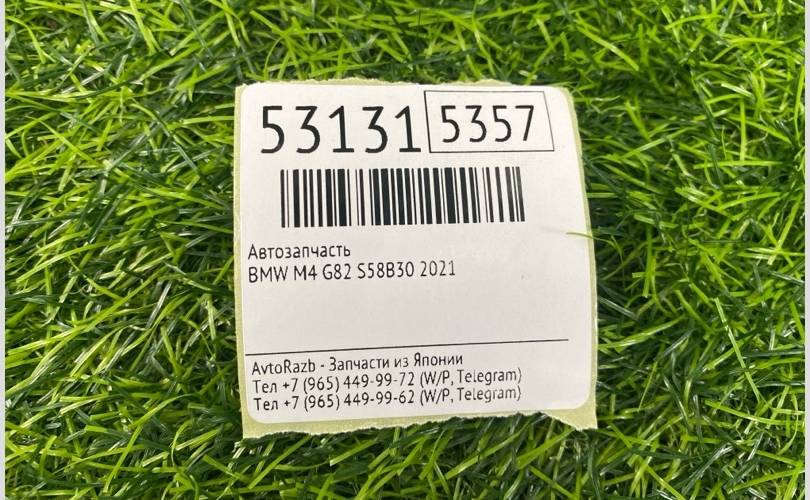 53131 5357
Автозапчасть
BMW M4 G82 S58B30 2021
AvtoRazb - Запчасти из Японии
Тел +7 (965) 449-99-72 (W/P, Telegram)
Тел +7 (965) 449-99-62 (W/P, Telegram)